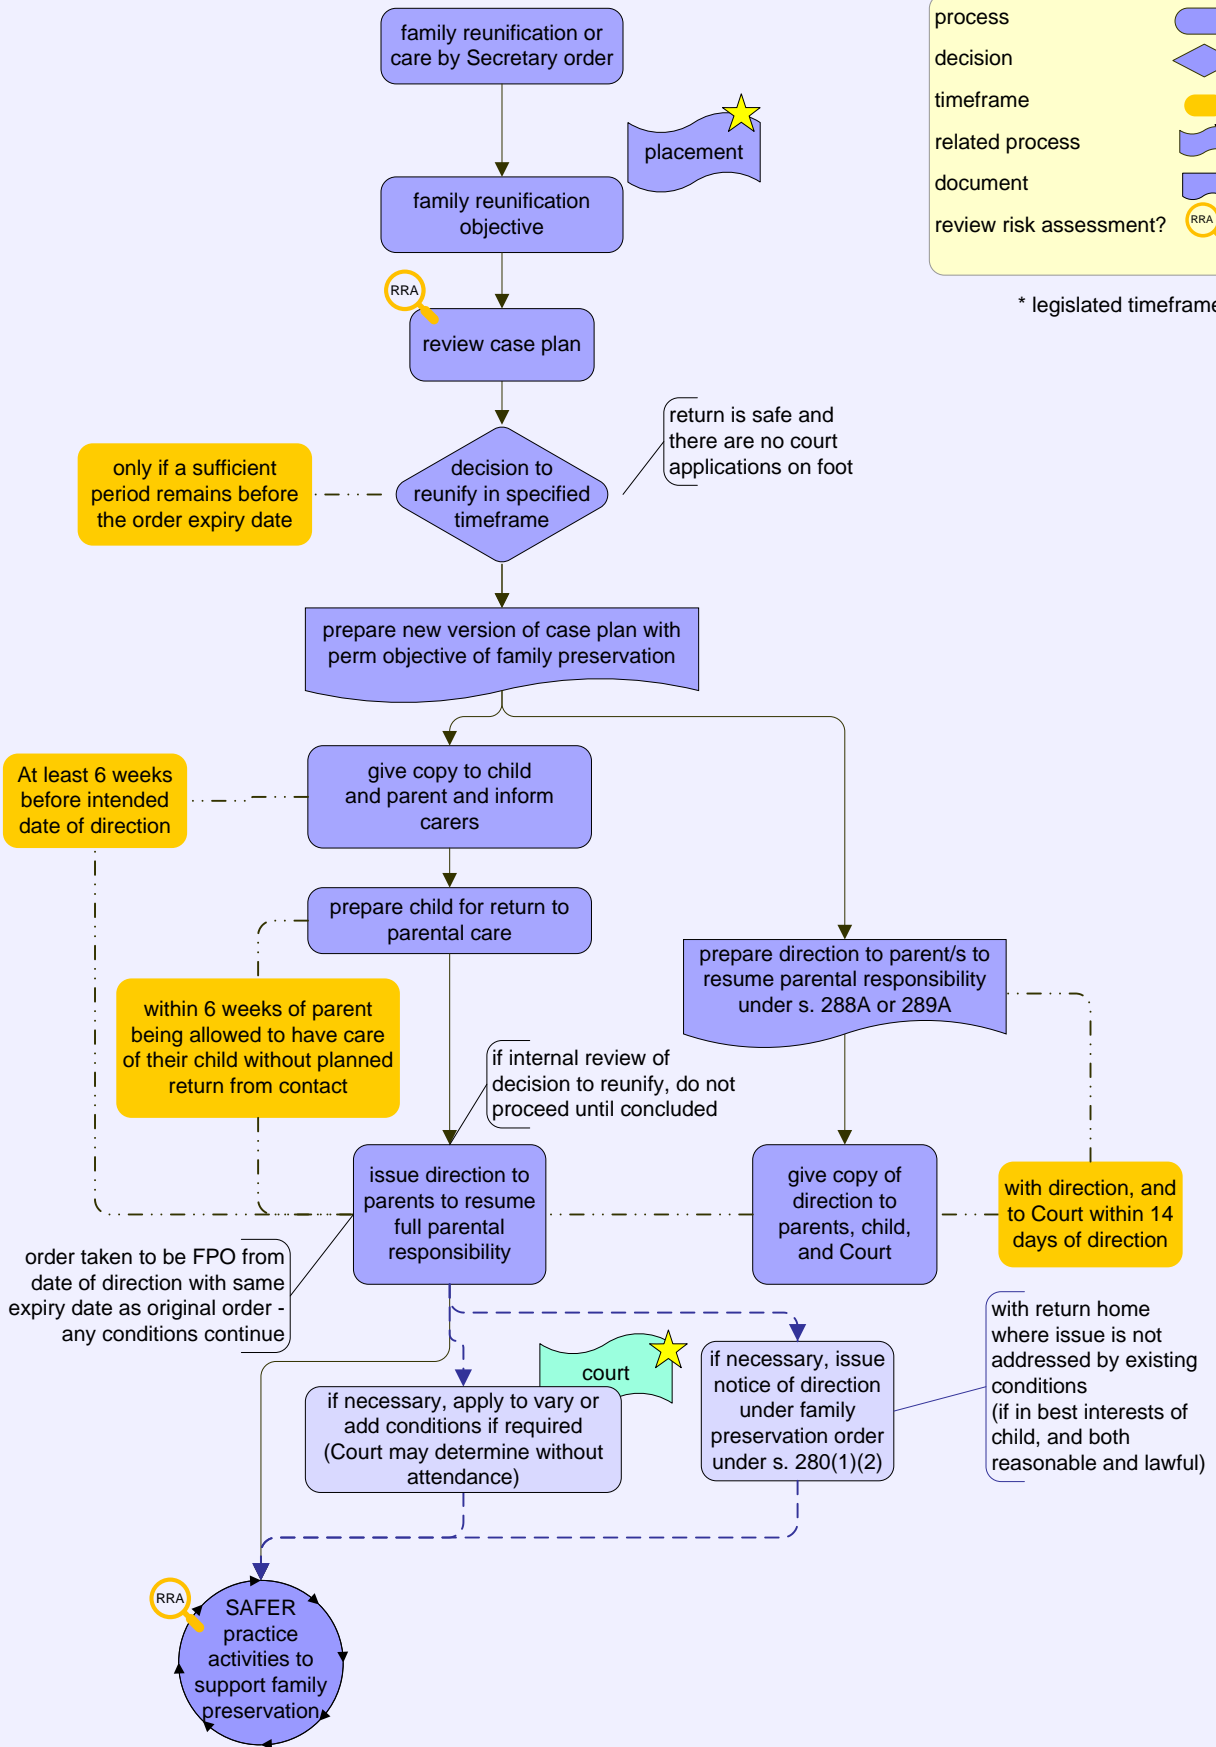 family reunification or
care by Secretary order
process
decision
timeframe
related process
document
review risk assessment?
RRA
* legislated timeframe
placement
family reunification
objective
RRA
review case plan
return is safe and
there are no court
applications on foot
only if a sufficient
period remains before
the order expiry date
decision to
reunify in specified
timeframe
prepare new version of case plan with
perm objective of family preservation
At least 6 weeks
before intended
date of direction
give copy to child
and parent and inform
carers
prepare child for return to
parental care
prepare direction to parent/s to
resume parental responsibility
under s. 288A or 289A
within 6 weeks of parent
being allowed to have care
of their child without planned
return from contact
if internal review of
decision to reunify, do not
proceed until concluded
issue direction to
parents to resume
full parental
responsibility
give copy of
direction to
parents, child,
and Court
with direction, and
to Court within 14
days of direction
order taken to be FPO from
date of direction with same
expiry date as original order -
any conditions continue
court
if necessary, apply to vary or
add conditions if required
(Court may determine without
attendance)
if necessary, issue
notice of direction
under family
preservation order
under s. 280(1)(2)
with return home
where issue is not
addressed by existing
conditions
(if in best interests of
child, and both
reasonable and lawful)
RRA
SAFER
practice
activities to
support family
preservation